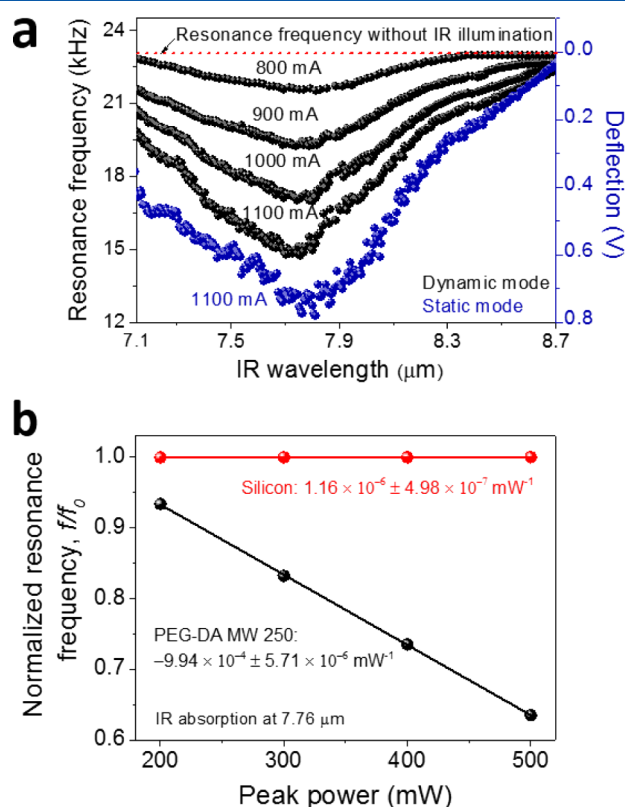 a
Resonance frequency without IR illumination
24
21
18
15
12
Resonance frequency (kHz)
800 mA
900 mA
1000 mA
1100 mA
1100 mA
Dynamic mode
Static mode
0.0
0.2
0.4
0.6
0.8
Deflection (V)
7.1 7.5 7.9 8.3 8.7
IR wavelength (μm)
b
1.0
0.9
0.8
0.7
0.6
Normalized resonance
frequency, f/f₀
Silicon: 1.16 × 10⁻⁶ ± 4.98 × 10⁻⁷ mW⁻¹
PEG-DA MW 250:
−9.94 × 10⁻⁴ ± 5.71 × 10⁻⁶ mW⁻¹
IR absorption at 7.76 μm
200 300 400 500
Peak power (mW)